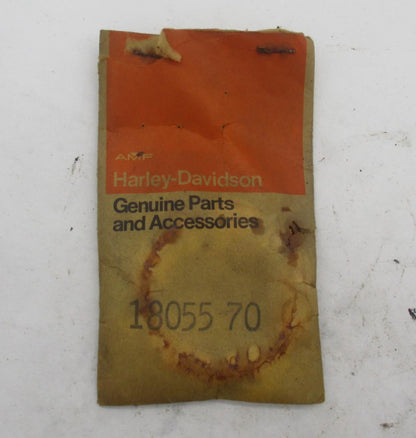 AMF
Harley-Davidson
Genuine Parts
and Accessories
18055 70